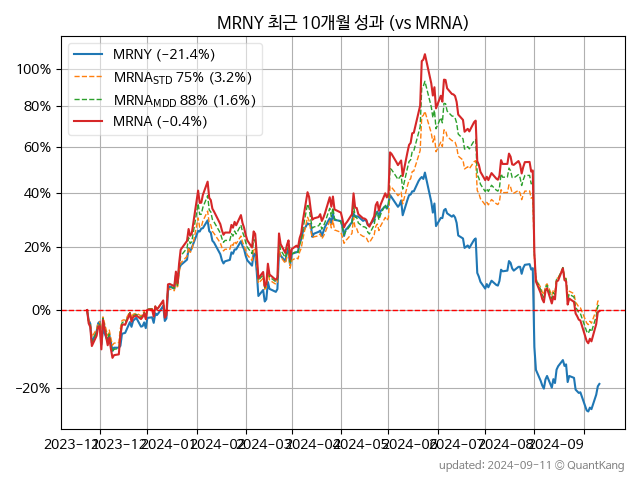 MRNY 최근 10개월 성과 (vs MRNA)
MRNY (−21.4%)
MRNA_STD 75% (3.2%)
MRNA_MDD 88% (1.6%)
MRNA (−0.4%)
100%
80%
60%
40%
20%
0%
−20%
2023-11 2023-12 2024-01 2024-02 2024-03 2024-04 2024-05 2024-06 2024-07 2024-08 2024-09
updated: 2024-09-11 © QuantKang